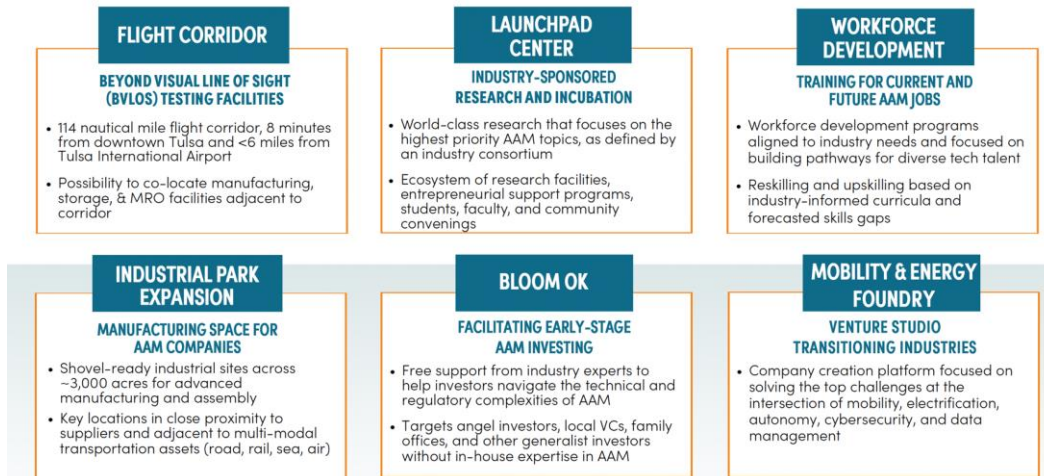 FLIGHT CORRIDOR
BEYOND VISUAL LINE OF SIGHT
(BVLOS) TESTING FACILITIES
• 114 nautical mile flight corridor, 8 minutes
from downtown Tulsa and <6 miles from
Tulsa International Airport
• Possibility to co-locate manufacturing,
storage, & MRO facilities adjacent to
corridor
LAUNCHPAD
CENTER
INDUSTRY-SPONSORED
RESEARCH AND INCUBATION
• World-class research that focuses on the
highest priority AAM topics, as defined by
an industry consortium
• Ecosystem of research facilities,
entrepreneurial support programs,
students, faculty, and community
convenings
WORKFORCE
DEVELOPMENT
TRAINING FOR CURRENT AND
FUTURE AAM JOBS
• Workforce development programs
aligned to industry needs and focused on
building pathways for diverse tech talent
• Reskilling and upskilling based on
industry-informed curricula and
forecasted skills gaps
INDUSTRIAL PARK
EXPANSION
MANUFACTURING SPACE FOR
AAM COMPANIES
• Shovel-ready industrial sites across
~3,000 acres for advanced
manufacturing and assembly
• Key locations in close proximity to
suppliers and adjacent to multi-modal
transportation assets (road, rail, sea, air)
BLOOM OK
FACILITATING EARLY-STAGE
AAM INVESTING
• Free support from industry experts to
help investors navigate the technical and
regulatory complexities of AAM
• Targets angel investors, local VCs, family
offices, and other generalist investors
without in-house expertise in AAM
MOBILITY & ENERGY
FOUNDRY
VENTURE STUDIO
TRANSITIONING INDUSTRIES
• Company creation platform focused on
solving the top challenges at the
intersection of mobility, electrification,
autonomy, cybersecurity, and data
management